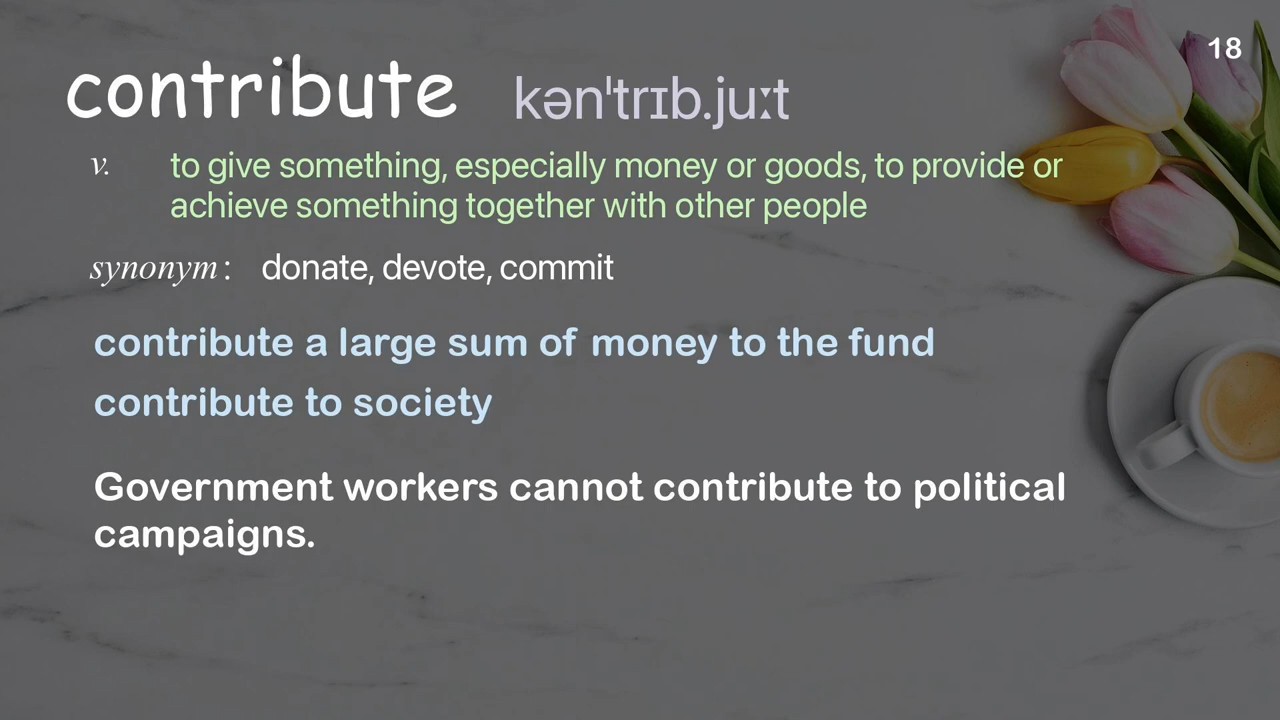 18
contribute kən'trɪb.juːt
v. to give something, especially money or goods, to provide or
achieve something together with other people
synonym : donate, devote, commit
contribute a large sum of money to the fund
contribute to society
Government workers cannot contribute to political
campaigns.